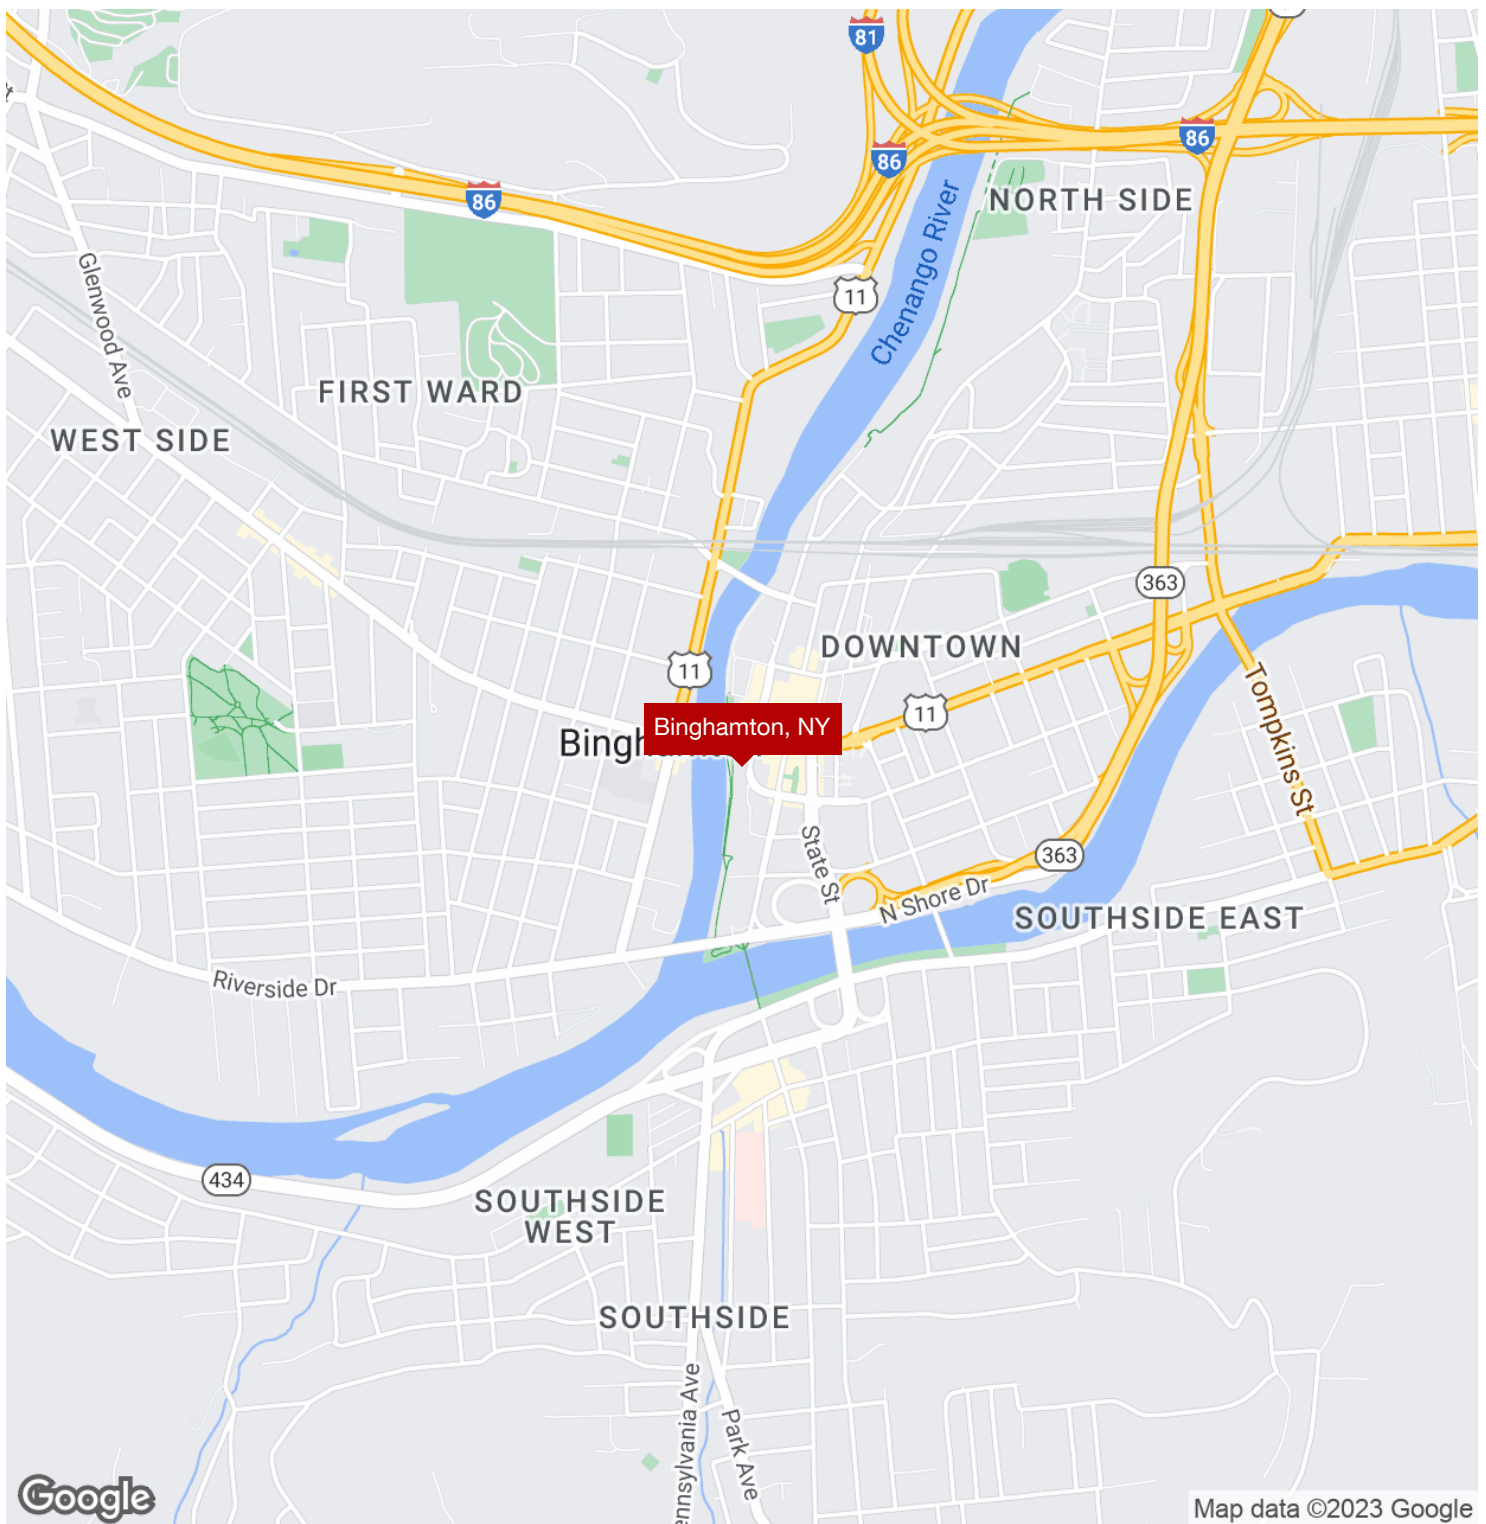 81
86
86
86
NORTH SIDE
Chenango River
11
Glenwood Ave
FIRST WARD
WEST SIDE
363
DOWNTOWN
11
11
Binghamton, NY
Tompkins St
State St
363
N Shore Dr
SOUTHSIDE EAST
Riverside Dr
434
SOUTHSIDE
WEST
SOUTHSIDE
ennsylvania Ave
Park Ave
Google
Map data ©2023 Google